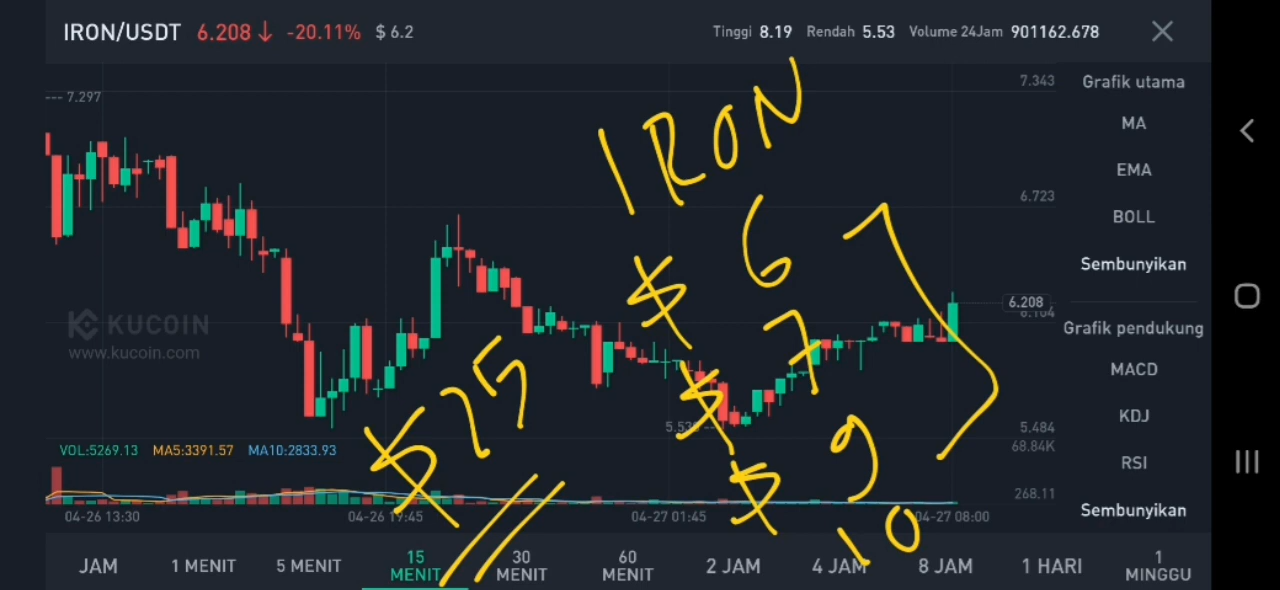 IRON/USDT 6.208 ↓ -20.11% $ 6.2 Tinggi 8.19 Rendah 5.53 Volume 24Jam 901162.678
Grafik utama
7.343
--- 7.297
MA
IRON
EMA
6.723
BOLL
$ 6
Sembunyikan
6.208
6.104
KUCOIN
www.kucoin.com
Grafik pendukung
$ 7
MACD
$25
KDJ
5.484
VOL:5269.13 MA5:3391.57 MA10:2833.93
68.84K
RSI
$ 9
268.11
Sembunyikan
04-26 13:30 04-26 19:45 04-27 01:45 04-27 08:00
10
JAM 1 MENIT 5 MENIT 15 MENIT 30 MENIT 60 MENIT 2 JAM 4 JAM 8 JAM 1 HARI 1 MINGGU